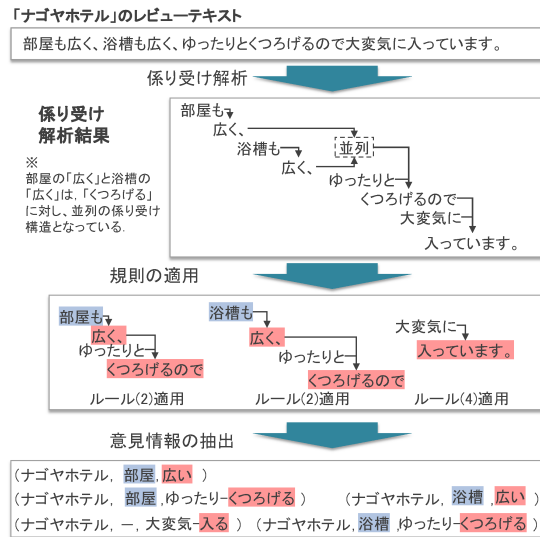 「ナゴヤホテル」のレビューテキスト
部屋も広く、浴槽も広く、ゆったりとくつろげるので大変気に入っています。
係り受け解析
係り受け
解析結果
※
部屋の「広く」と浴槽の
「広く」は,「くつろげる」
に対し、並列の係り受け
構造となっている.
部屋も
広く、
浴槽も
並列
広く、
ゆったりと
くつろげるので
大変気に
入っています。
規則の適用
部屋も
広く、
ゆったりと
くつろげるので
ルール(2)適用
浴槽も
広く、
ゆったりと
くつろげるので
ルール(2)適用
大変気に
入っています。
ルール(4)適用
意見情報の抽出
(ナゴヤホテル, 部屋,広い )
(ナゴヤホテル, 部屋,ゆったり-くつろげる ) (ナゴヤホテル, 浴槽 ,広い )
(ナゴヤホテル, −, 大変気-入る ) (ナゴヤホテル,浴槽 ,ゆったり-くつろげる )